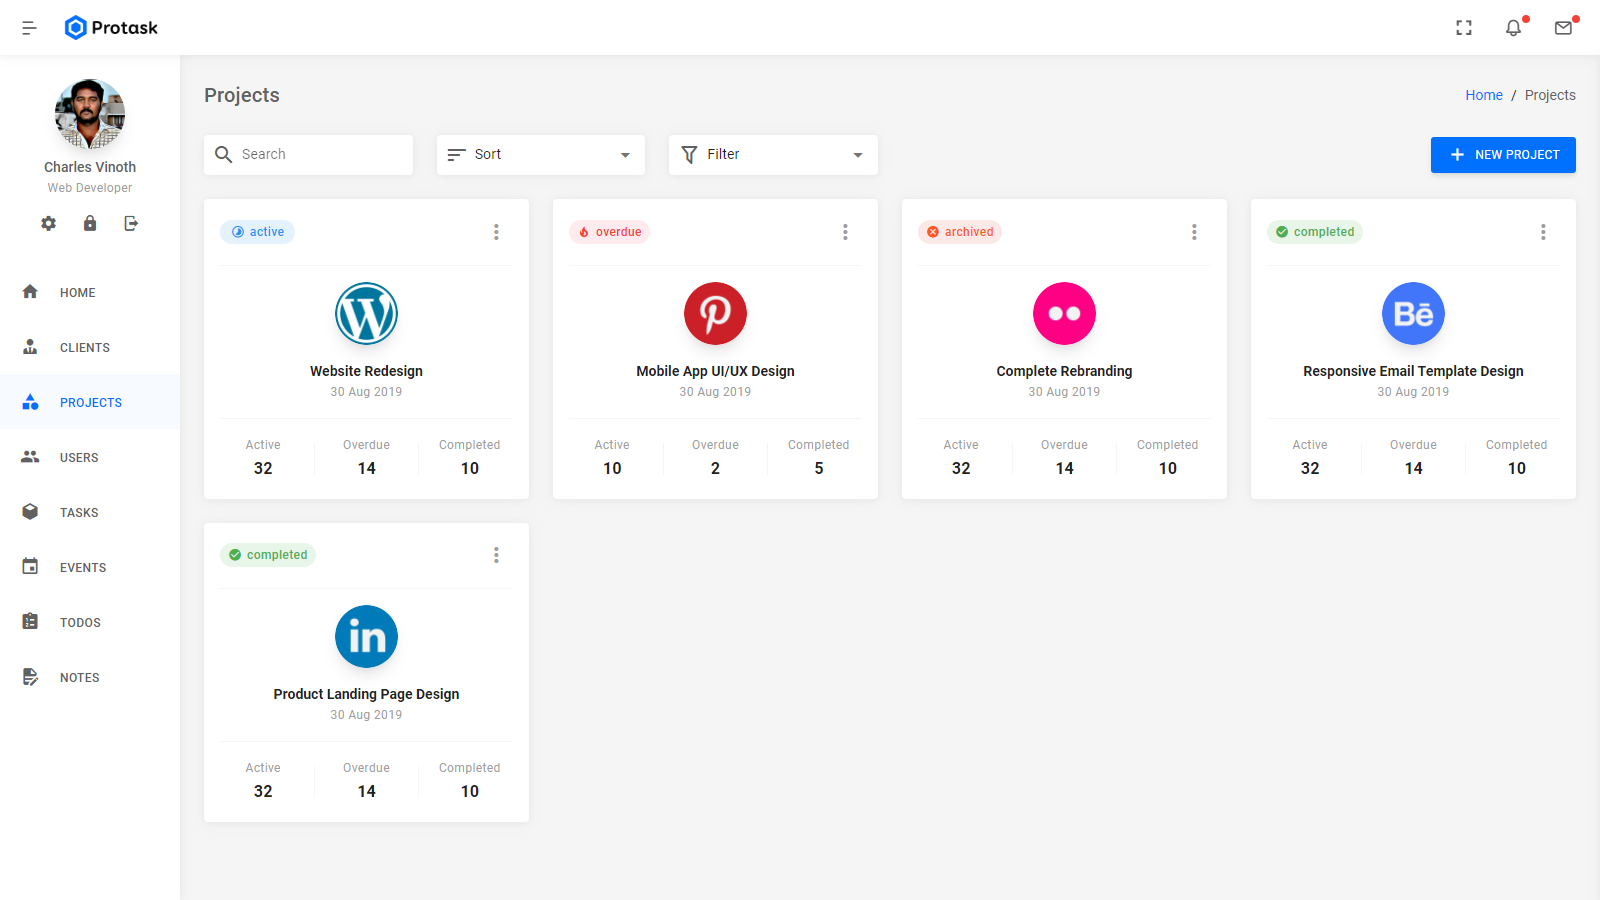 Protask
Charles Vinoth
Web Developer
HOME
CLIENTS
PROJECTS
USERS
TASKS
EVENTS
TODOS
NOTES
Projects
Home / Projects
Search
Sort
Filter
NEW PROJECT
active
Website Redesign
30 Aug 2019
Active Overdue Completed
32 14 10
overdue
Mobile App UI/UX Design
30 Aug 2019
Active Overdue Completed
10 2 5
archived
Complete Rebranding
30 Aug 2019
Active Overdue Completed
32 14 10
completed
Bē
Responsive Email Template Design
30 Aug 2019
Active Overdue Completed
32 14 10
completed
in
Product Landing Page Design
30 Aug 2019
Active Overdue Completed
32 14 10